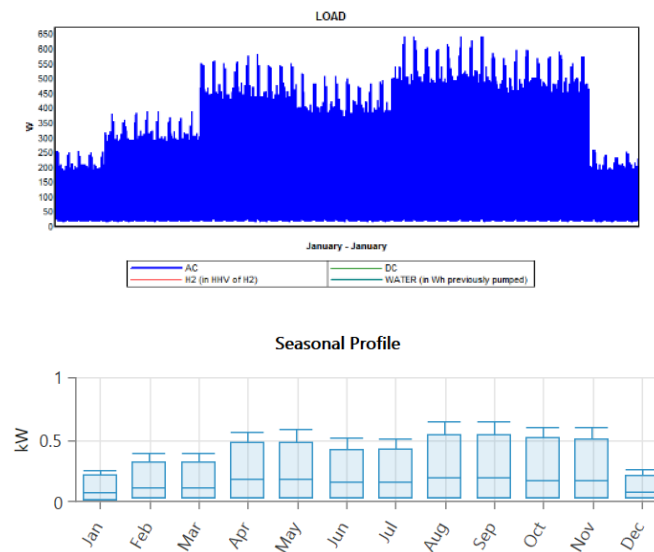 LOAD
650
600
550
500
450
400
350
300
250
200
150
100
50
0
W
January - January
AC
DC
H2 (in HHV of H2)
WATER (in Wh previously pumped)
Seasonal Profile
1
0.5
0
kW
Jan Feb Mar Apr May Jun Jul Aug Sep Oct Nov Dec